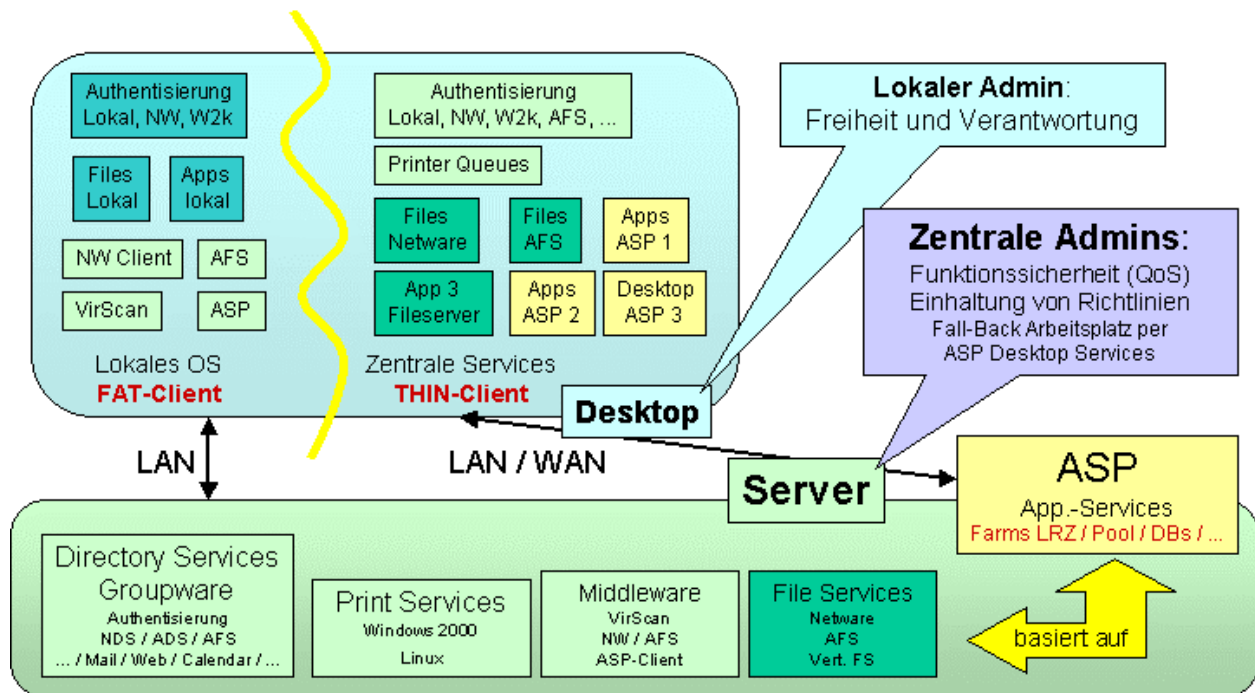 Authentisierung
Lokal, NW, W2k
Files
Lokal
Apps
lokal
NW Client
AFS
VirScan
ASP
Lokales OS
FAT-Client
Authentisierung
Lokal, NW, W2k, AFS, ...
Printer Queues
Files
Netware
Files
AFS
Apps
ASP 1
App 3
Fileserver
Apps
ASP 2
Desktop
ASP 3
Zentrale Services
THIN-Client
Desktop
Lokaler Admin:
Freiheit und Verantwortung
Zentrale Admins:
Funktionssicherheit (QoS)
Einhaltung von Richtlinien
Fall-Back Arbeitsplatz per
ASP Desktop Services
LAN
LAN / WAN
Server
ASP
App.-Services
Farms LRZ / Pool / DBs / ...
Directory Services
Groupware
Authentisierung
NDS / ADS / AFS
... / Mail / Web / Calendar / ...
Print Services
Windows 2000
Linux
Middleware
VirScan
NW / AFS
ASP-Client
File Services
Netware
AFS
Vert. FS
basiert auf